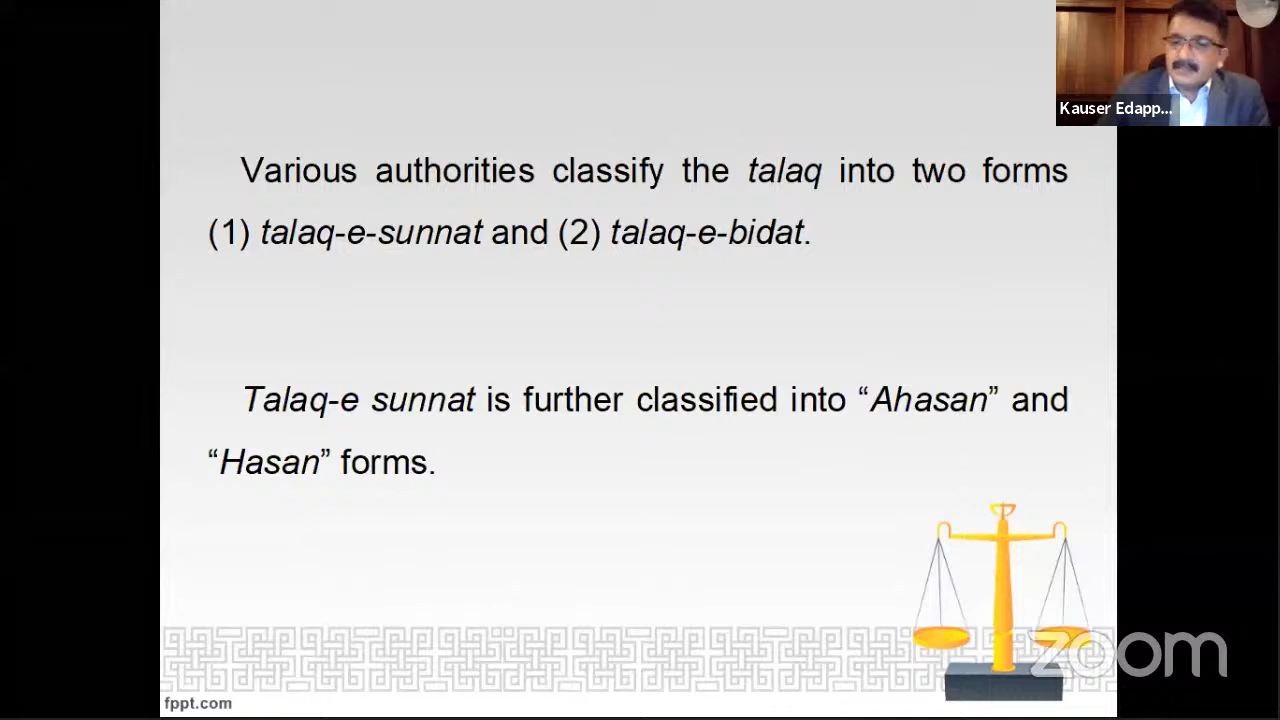 Kauser Edapp...
Various authorities classify the talaq into two forms
(1) talaq-e-sunnat and (2) talaq-e-bidat.
Talaq-e sunnat is further classified into “Ahasan” and
“Hasan” forms.
zoom
fppt.com